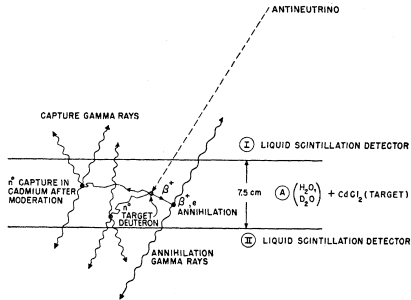 ANTINEUTRINO
CAPTURE GAMMA RAYS
I LIQUID SCINTILLATION DETECTOR
n° CAPTURE IN
CADMIUM AFTER
MODERATION
β⁺
n°
TARGET
DEUTERON
β⁺, e
ANNIHILATION
7.5 cm
A (H₂O, D₂O) + CdCl₂ (TARGET)
II LIQUID SCINTILLATION DETECTOR
ANNIHILATION
GAMMA RAYS